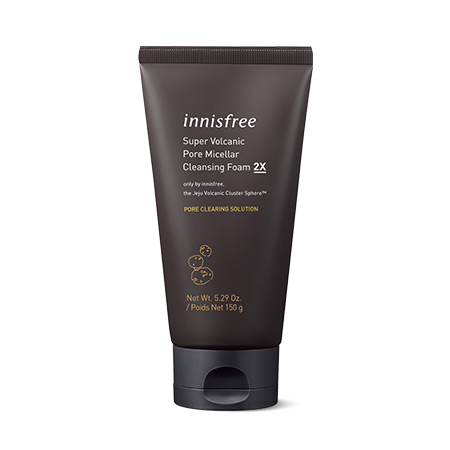 innisfree
Super Volcanic
Pore Micellar
Cleansing Foam 2X
only by innisfree,
the Jeju Volcanic Cluster Sphere™
PORE CLEARING SOLUTION
Net Wt. 5.29 Oz.
/ Poids Net 150 g